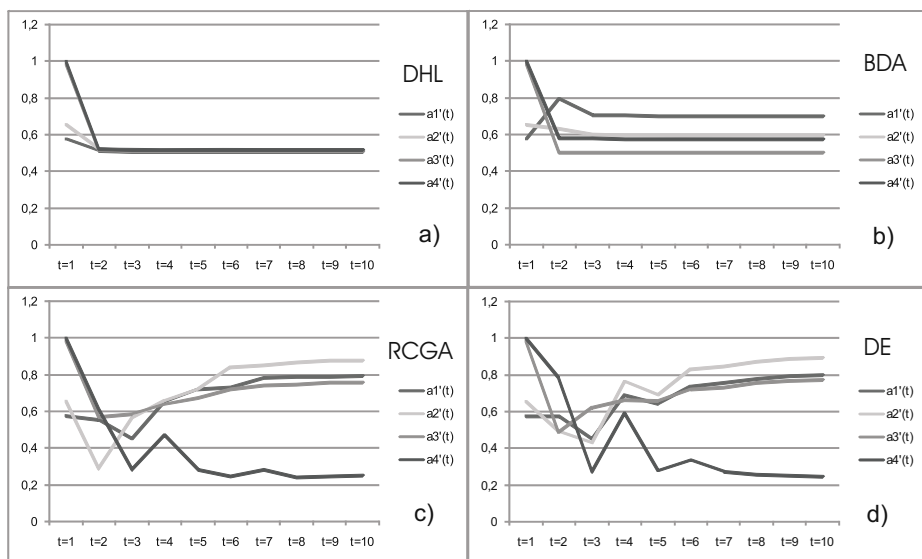 1,2
1
0,8
0,6
0,4
0,2
0
t=1 t=2 t=3 t=4 t=5 t=6 t=7 t=8 t=9 t=10
DHL
a1'(t)
a2'(t)
a3'(t)
a4'(t)
a)
1,2
1
0,8
0,6
0,4
0,2
0
t=1 t=2 t=3 t=4 t=5 t=6 t=7 t=8 t=9 t=10
BDA
a1'(t)
a2'(t)
a3'(t)
a4'(t)
b)
1,2
1
0,8
0,6
0,4
0,2
0
t=1 t=2 t=3 t=4 t=5 t=6 t=7 t=8 t=9 t=10
RCGA
a1'(t)
a2'(t)
a3'(t)
a4'(t)
c)
1,2
1
0,8
0,6
0,4
0,2
0
t=1 t=2 t=3 t=4 t=5 t=6 t=7 t=8 t=9 t=10
DE
a1'(t)
a2'(t)
a3'(t)
a4'(t)
d)